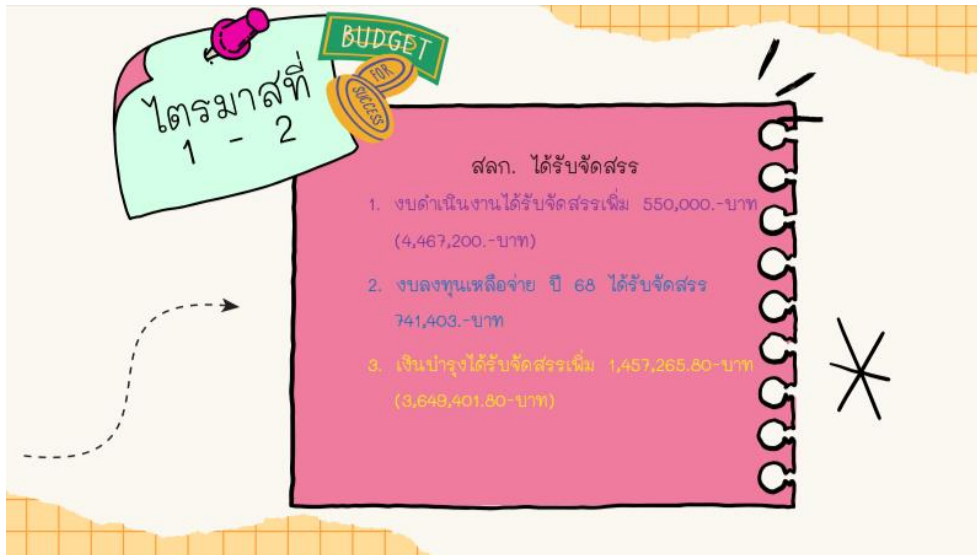 BUDGET
FOR
SUCCESS
ไตรมาสที่
1 - 2
สลก. ได้รับจัดสรร
1. งบดำเนินงานได้รับจัดสรรเพิ่ม 550,000.-บาท
(4,467,200.-บาท)
2. งบลงทุนเหลือจ่าย ปี 68 ได้รับจัดสรร
741,403.-บาท
3. เงินบำรุงได้รับจัดสรรเพิ่ม 1,457,265.80-บาท
(3,649,401.80-บาท)